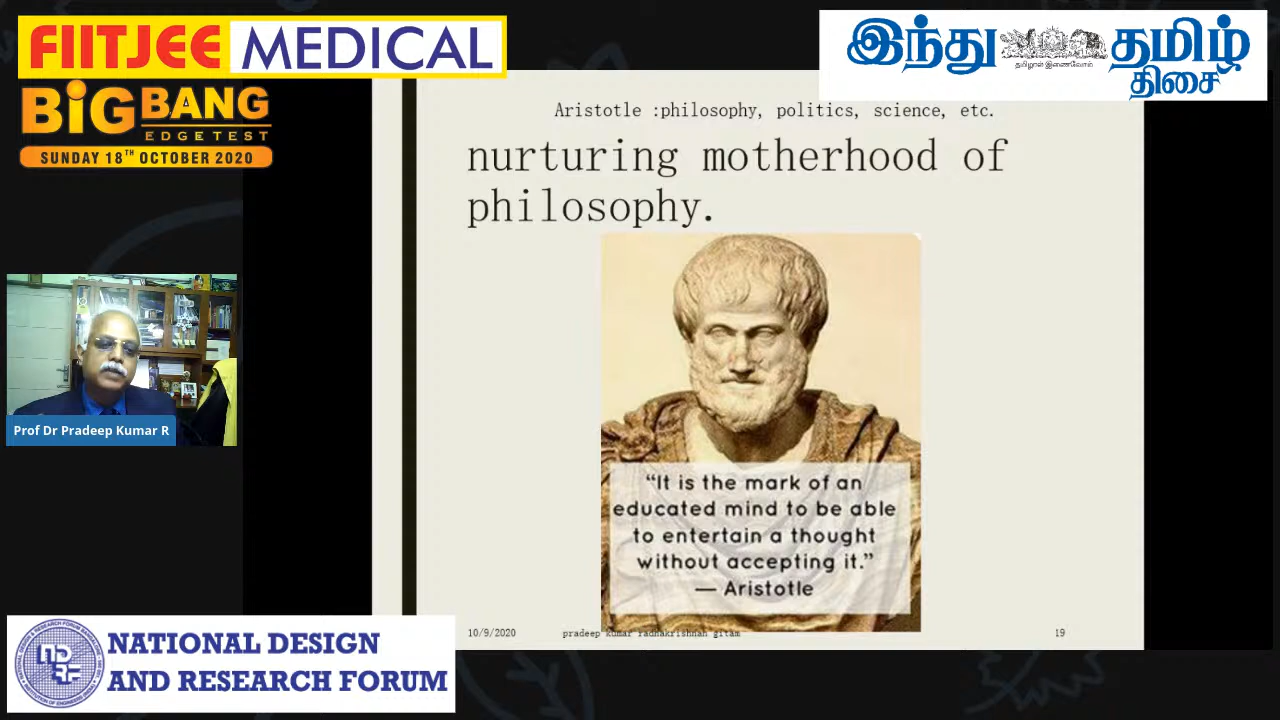 FIITJEE MEDICAL
BIG BANG
EDGE TEST
SUNDAY 18TH OCTOBER 2020
இந்து தமிழ்
தமிழால் இணைவோம்
திசை
Aristotle :philosophy, politics, science, etc.
nurturing motherhood of
philosophy.
Prof Dr Pradeep Kumar R
“It is the mark of an
educated mind to be able
to entertain a thought
without accepting it.”
— Aristotle
10/9/2020 pradeep kumar radhakrishnan gitam 19
NATIONAL DESIGN
AND RESEARCH FORUM